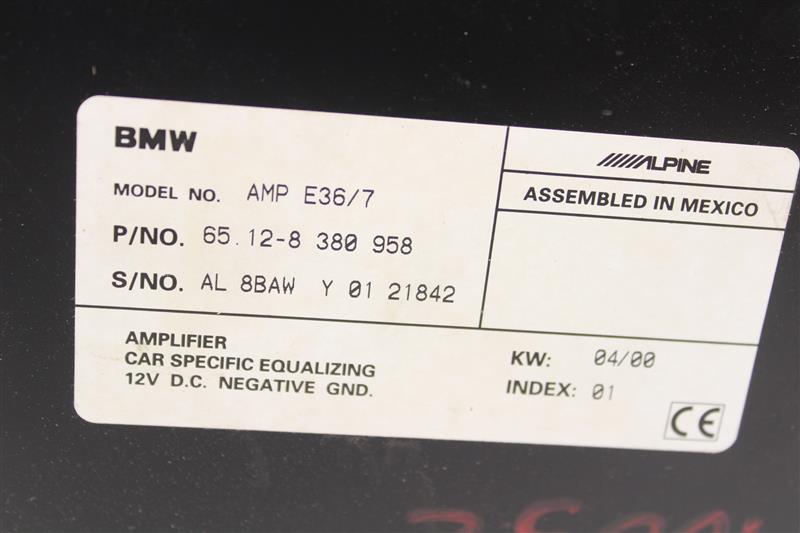 BMW
MODEL NO. AMP E36/7
P/NO. 65.12-8 380 958
S/NO. AL 8BAW Y 01 21842
ALPINE
ASSEMBLED IN MEXICO
AMPLIFIER
CAR SPECIFIC EQUALIZING
12V D.C. NEGATIVE GND.
KW: 04/00
INDEX: 01
CE